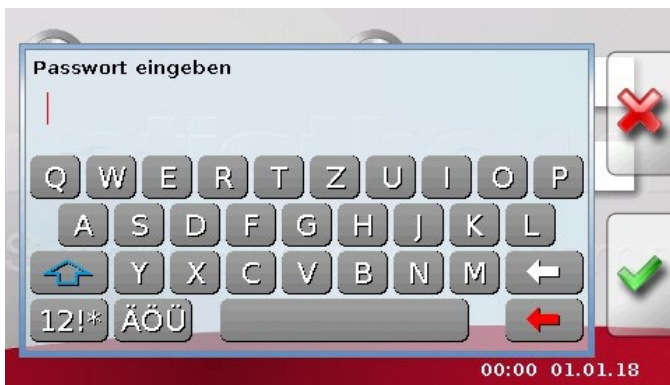 Passwort eingeben
Q W E R T Z U I O P
A S D F G H J K L
Y X C V B N M
12!* ÄÖÜ
00:00 01.01.18